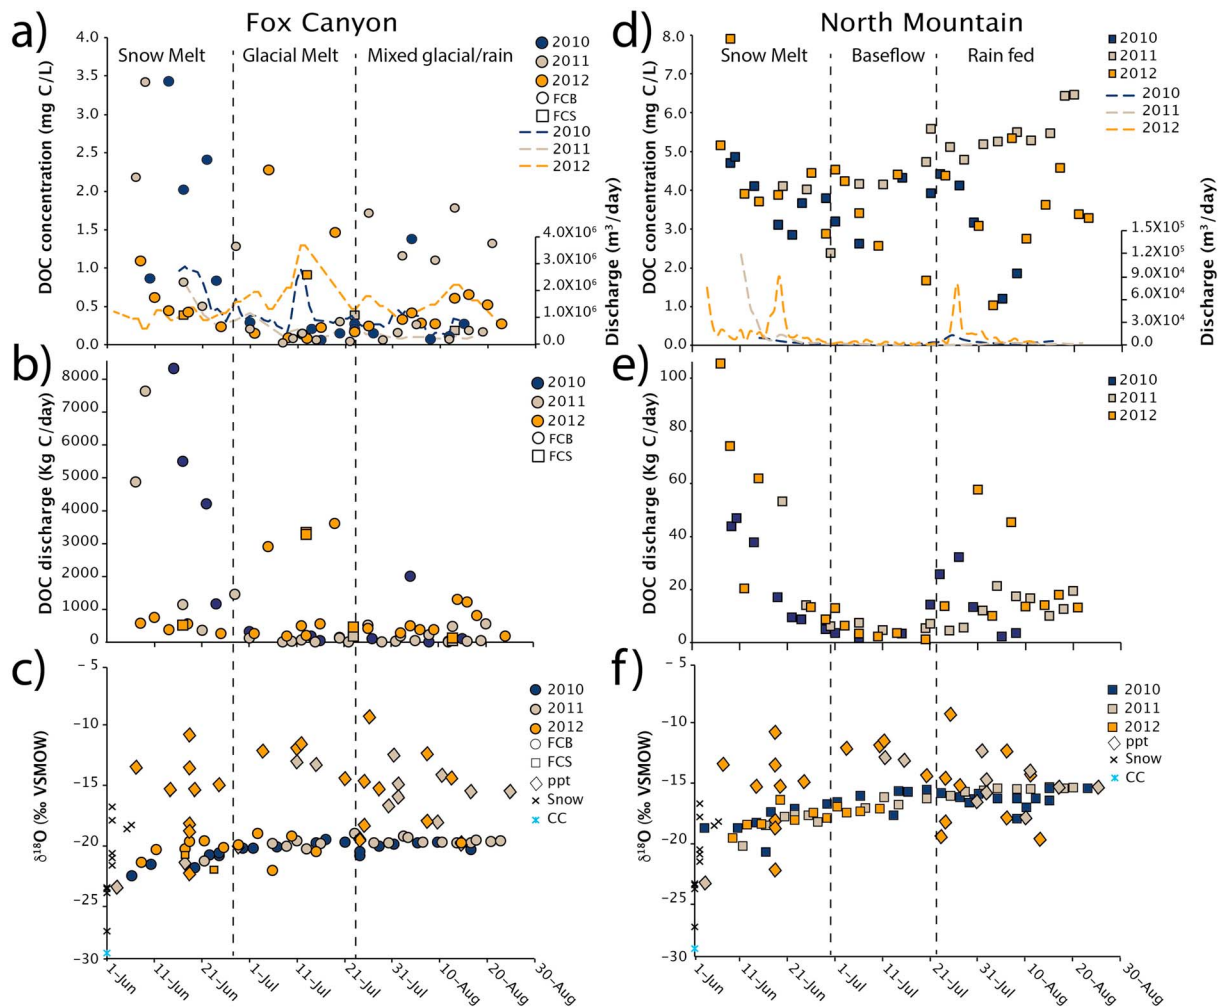 Fox Canyon
North Mountain
a)
DOC concentration (mg C/L)
4.0
3.5
3.0
2.5
2.0
1.5
1.0
0.5
0.0
Snow Melt
Glacial Melt
Mixed glacial/rain
2010
2011
2012
FCB
FCS
2010
2011
2012
4.0X10⁶
3.0X10⁶
2.0X10⁶
1.0X10⁶
0.0
Discharge (m³/day)
d)
DOC concentration (mg C/L)
8.0
7.0
6.0
5.0
4.0
3.0
2.0
1.0
0.0
Snow Melt
Baseflow
Rain fed
2010
2011
2012
2010
2011
2012
1.5X10⁵
1.2X10⁵
9.0X10⁴
6.0X10⁴
3.0X10⁴
0.0
Discharge (m³/day)
b)
DOC discharge (Kg C/day)
8000
7000
6000
5000
4000
3000
2000
1000
0
2010
2011
2012
FCB
FCS
e)
DOC discharge (Kg C/day)
100
80
60
40
20
0
2010
2011
2012
c)
δ¹⁸O (‰ VSMOW)
−5
−10
−15
−20
−25
−30
2010
2011
2012
FCB
FCS
ppt
Snow
CC
1-Jun
11-Jun
21-Jun
1-Jul
11-Jul
21-Jul
31-Jul
10-Aug
20-Aug
30-Aug
f)
δ¹⁸O (‰ VSMOW)
−5
−10
−15
−20
−25
−30
2010
2011
2012
ppt
Snow
CC
1-Jun
11-Jun
21-Jun
1-Jul
11-Jul
21-Jul
31-Jul
10-Aug
20-Aug
30-Aug